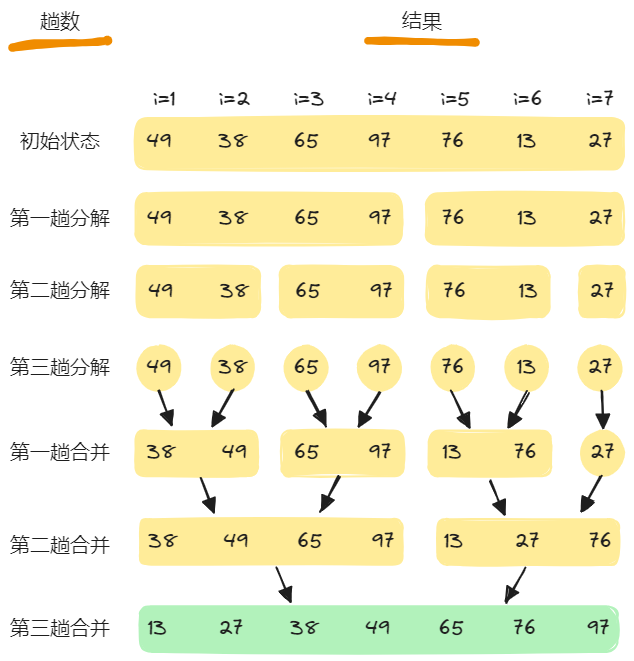 趟数 结果
i=1 i=2 i=3 i=4 i=5 i=6 i=7
初始状态 49 38 65 97 76 13 27
第一趟分解 49 38 65 97 76 13 27
第二趟分解 49 38 65 97 76 13 27
第三趟分解 49 38 65 97 76 13 27
第一趟合并 38 49 65 97 13 76 27
第二趟合并 38 49 65 97 13 27 76
第三趟合并 13 27 38 49 65 76 97